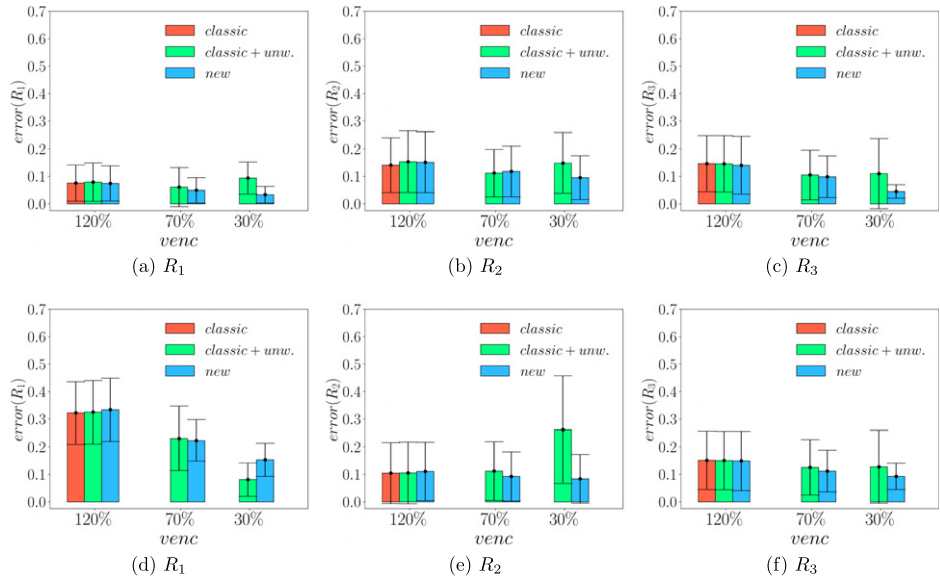 0.7
0.6
0.5
0.4
0.3
0.2
0.1
0.0
error(R1)
classic
classic + unw.
new
120% 70% 30%
venc
(a) R1
0.7
0.6
0.5
0.4
0.3
0.2
0.1
0.0
error(R2)
classic
classic + unw.
new
120% 70% 30%
venc
(b) R2
0.7
0.6
0.5
0.4
0.3
0.2
0.1
0.0
error(R3)
classic
classic + unw.
new
120% 70% 30%
venc
(c) R3
0.7
0.6
0.5
0.4
0.3
0.2
0.1
0.0
error(R1)
classic
classic + unw.
new
120% 70% 30%
venc
(d) R1
0.7
0.6
0.5
0.4
0.3
0.2
0.1
0.0
error(R2)
classic
classic + unw.
new
120% 70% 30%
venc
(e) R2
0.7
0.6
0.5
0.4
0.3
0.2
0.1
0.0
error(R3)
classic
classic + unw.
new
120% 70% 30%
venc
(f) R3